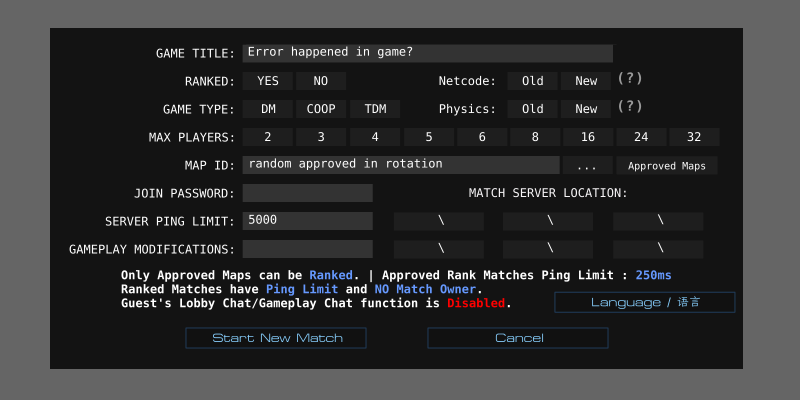 GAME TITLE: Error happened in game?
RANKED: YES NO Netcode: Old New (?)
GAME TYPE: DM COOP TDM Physics: Old New (?)
MAX PLAYERS: 2 3 4 5 6 8 16 24 32
MAP ID: random approved in rotation ... Approved Maps
JOIN PASSWORD: MATCH SERVER LOCATION:
SERVER PING LIMIT: 5000 \ \ \
GAMEPLAY MODIFICATIONS: \ \ \
Only Approved Maps can be Ranked. | Approved Rank Matches Ping Limit : 250ms
Ranked Matches have Ping Limit and NO Match Owner.
Guest's Lobby Chat/Gameplay Chat function is Disabled.
Language / 语言
Start New Match Cancel